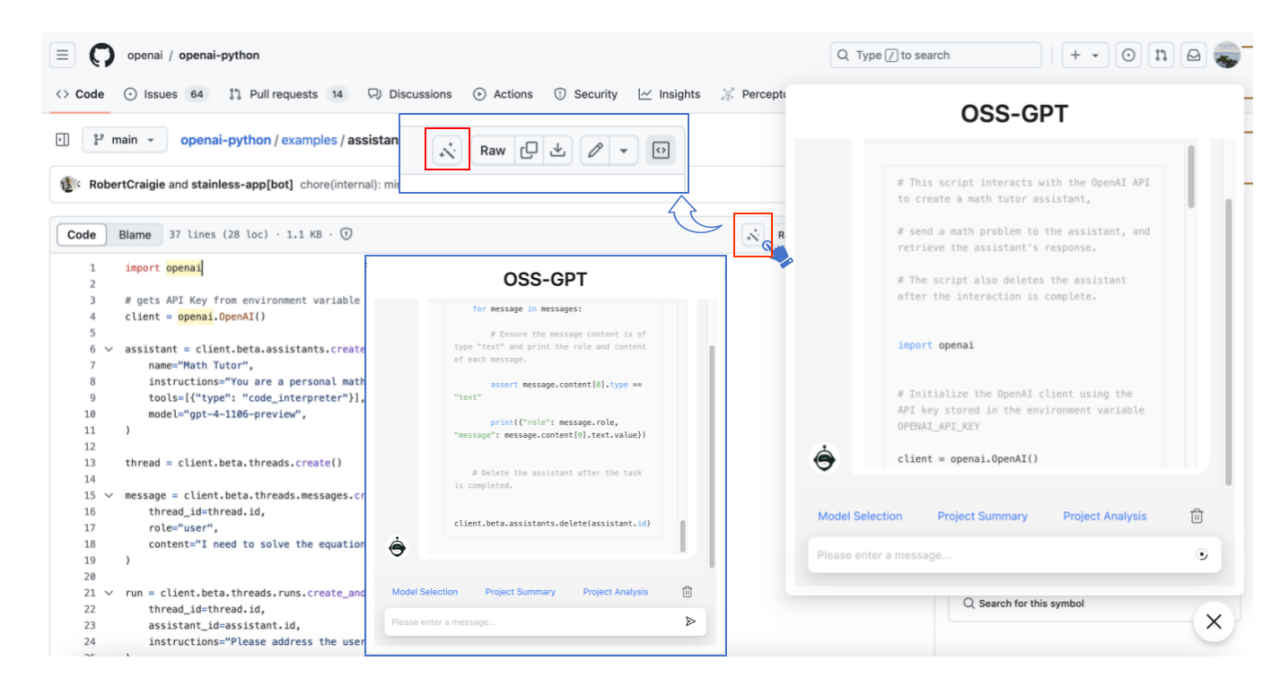 openai / openai-python
Type / to search
Code
Issues 64
Pull requests 14
Discussions
Actions
Security
Insights
main
openai-python / examples / assistan
Raw
RobertCraigie and stainless-app[bot] chore(internal): mi
Code
Blame
37 lines (28 loc) · 1.1 KB
R
1 import openai
2
3 # gets API Key from environment variable
4 client = openai.OpenAI()
5
6 assistant = client.beta.assistants.create
7 name="Math Tutor",
8 instructions="You are a personal math
9 tools=[{"type": "code_interpreter"}],
10 model="gpt-4-1106-preview",
11 )
12
13 thread = client.beta.threads.create()
14
15 message = client.beta.threads.messages.cr
16 thread_id=thread.id,
17 role="user",
18 content="I need to solve the equation
19 )
20
21 run = client.beta.threads.runs.create_and
22 thread_id=thread.id,
23 assistant_id=assistant.id,
24 instructions="Please address the user
OSS-GPT
for message in messages:
# Ensure the message content is of
type "text" and print the role and content
of each message.
assert message.content[0].type ==
"text"
print({"role": message.role,
"message": message.content[0].text.value})
# Delete the assistant after the task
is completed.
client.beta.assistants.delete(assistant.id)
Model Selection
Project Summary
Project Analysis
Please enter a message...
OSS-GPT
# This script interacts with the OpenAI API
to create a math tutor assistant,
# send a math problem to the assistant, and
retrieve the assistant's response.
# The script also deletes the assistant
after the interaction is complete.
import openai
# Initialize the OpenAI client using the
API key stored in the environment variable
OPENAI_API_KEY
client = openai.OpenAI()
Model Selection
Project Summary
Project Analysis
Please enter a message...
Search for this symbol